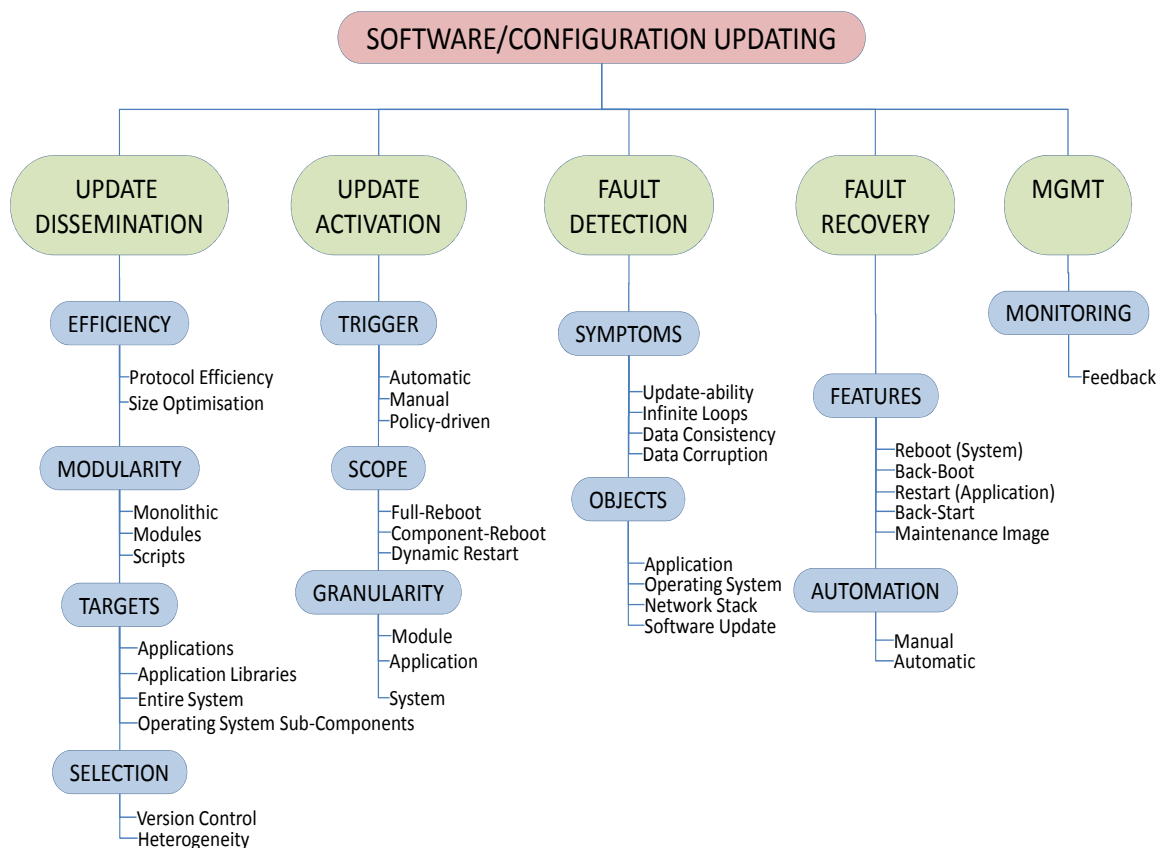 SOFTWARE/CONFIGURATION UPDATING
UPDATE
DISSEMINATION
EFFICIENCY
Protocol Efficiency
Size Optimisation
MODULARITY
Monolithic
Modules
Scripts
TARGETS
Applications
Application Libraries
Entire System
Operating System Sub-Components
SELECTION
Version Control
Heterogeneity
UPDATE
ACTIVATION
TRIGGER
Automatic
Manual
Policy-driven
SCOPE
Full-Reboot
Component-Reboot
Dynamic Restart
GRANULARITY
Module
Application
System
FAULT
DETECTION
SYMPTOMS
Update-ability
Infinite Loops
Data Consistency
Data Corruption
OBJECTS
Application
Operating System
Network Stack
Software Update
FAULT
RECOVERY
FEATURES
Reboot (System)
Back-Boot
Restart (Application)
Back-Start
Maintenance Image
AUTOMATION
Manual
Automatic
MGMT
MONITORING
Feedback